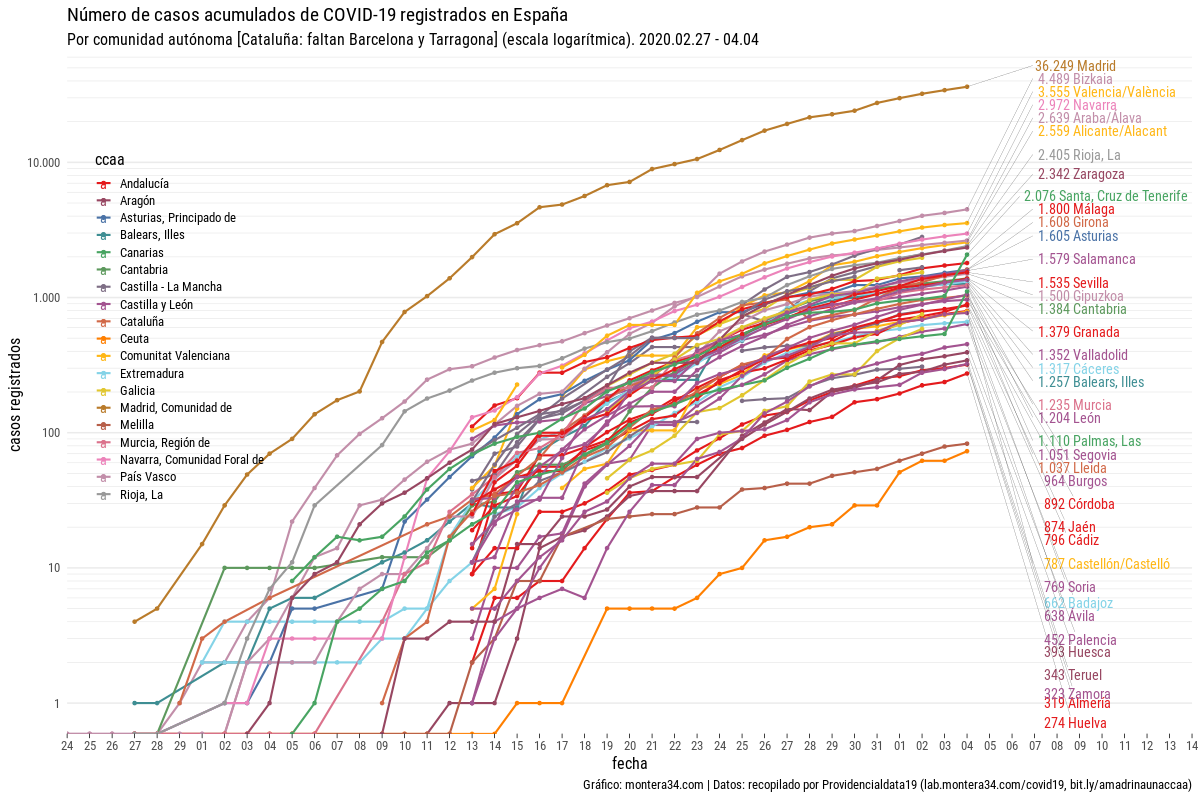 Número de casos acumulados de COVID-19 registrados en España
Por comunidad autónoma [Cataluña: faltan Barcelona y Tarragona] (escala logarítmica). 2020.02.27 - 04.04
casos registrados
10.000
1.000
100
10
1
ccaa
Andalucía
Aragón
Asturias, Principado de
Balears, Illes
Canarias
Cantabria
Castilla - La Mancha
Castilla y León
Cataluña
Ceuta
Comunitat Valenciana
Extremadura
Galicia
Madrid, Comunidad de
Melilla
Murcia, Región de
Navarra, Comunidad Foral de
País Vasco
Rioja, La
36.249 Madrid
4.489 Bizkaia
3.555 Valencia/València
2.972 Navarra
2.639 Araba/Álava
2.559 Alicante/Alacant
2.405 Rioja, La
2.342 Zaragoza
2.076 Santa, Cruz de Tenerife
1.800 Málaga
1.608 Girona
1.605 Asturias
1.579 Salamanca
1.535 Sevilla
1.500 Gipuzkoa
1.384 Cantabria
1.379 Granada
1.352 Valladolid
1.317 Cáceres
1.257 Balears, Illes
1.235 Murcia
1.204 León
1.110 Palmas, Las
1.051 Segovia
1.037 Lleida
964 Burgos
892 Córdoba
874 Jaén
796 Cádiz
787 Castellón/Castelló
769 Soria
662 Badajoz
638 Ávila
452 Palencia
393 Huesca
343 Teruel
323 Zamora
319 Almería
274 Huelva
24 25 26 27 28 29 01 02 03 04 05 06 07 08 09 10 11 12 13 14 15 16 17 18 19 20 21 22 23 24 25 26 27 28 29 30 31 01 02 03 04 05 06 07 08 09 10 11 12 13 14
fecha
Gráfico: montera34.com | Datos: recopilado por Providencialdata19 (lab.montera34.com/covid19, bit.ly/amadrinaunaccaa)